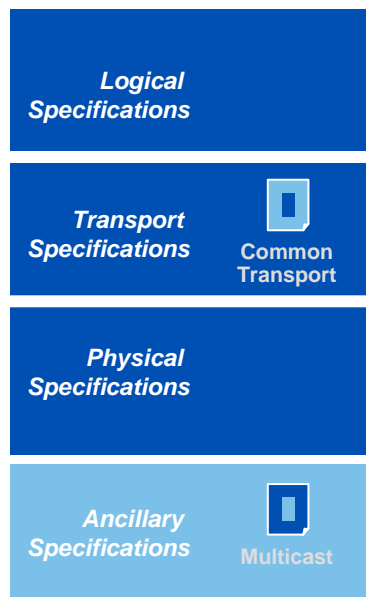 Logical
Specifications
Transport
Specifications
Common
Transport
Physical
Specifications
Ancillary
Specifications
Multicast